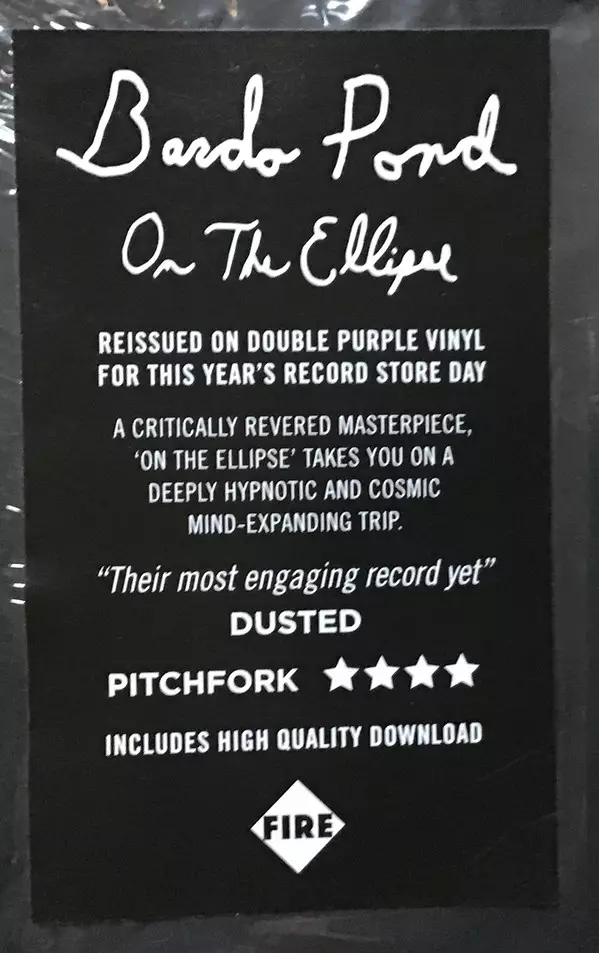 Bardo Pond
On The Ellipse
REISSUED ON DOUBLE PURPLE VINYL
FOR THIS YEAR'S RECORD STORE DAY
A CRITICALLY REVERED MASTERPIECE,
'ON THE ELLIPSE' TAKES YOU ON A
DEEPLY HYPNOTIC AND COSMIC
MIND-EXPANDING TRIP.
"Their most engaging record yet"
DUSTED
PITCHFORK ★★★★
INCLUDES HIGH QUALITY DOWNLOAD
FIRE